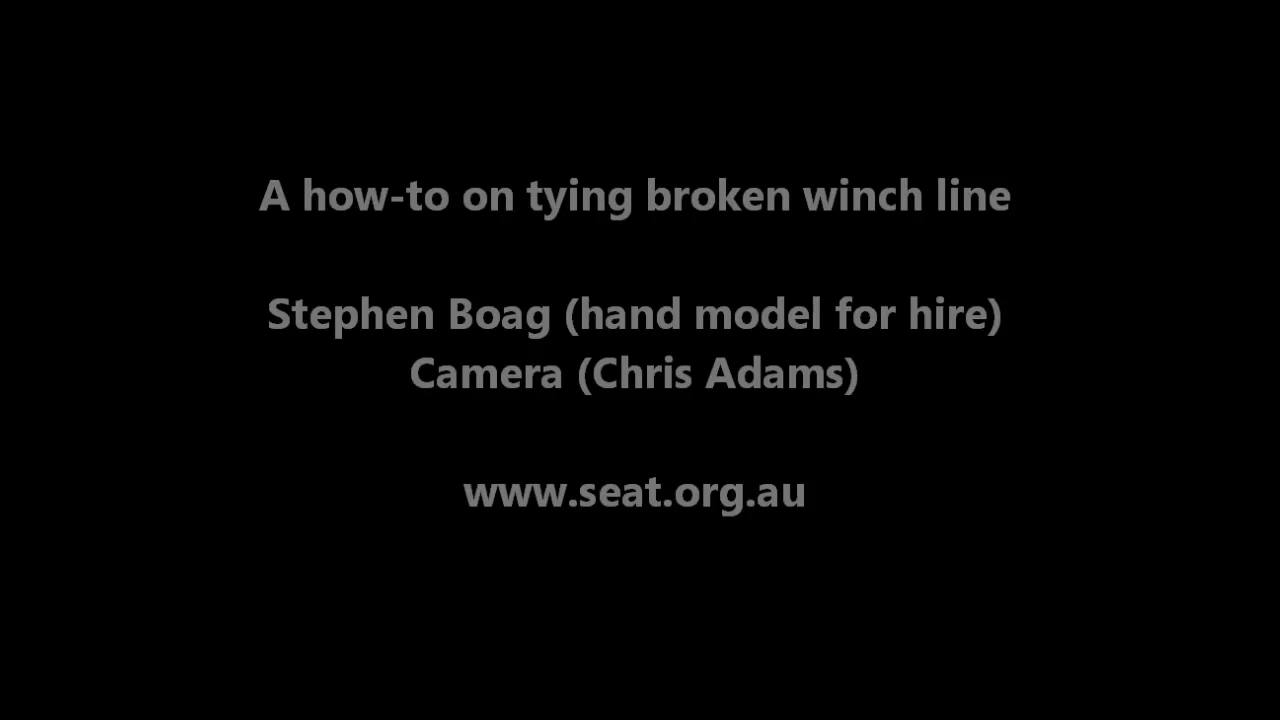 A how-to on tying broken winch line
Stephen Boag (hand model for hire)
Camera (Chris Adams)
www.seat.org.au